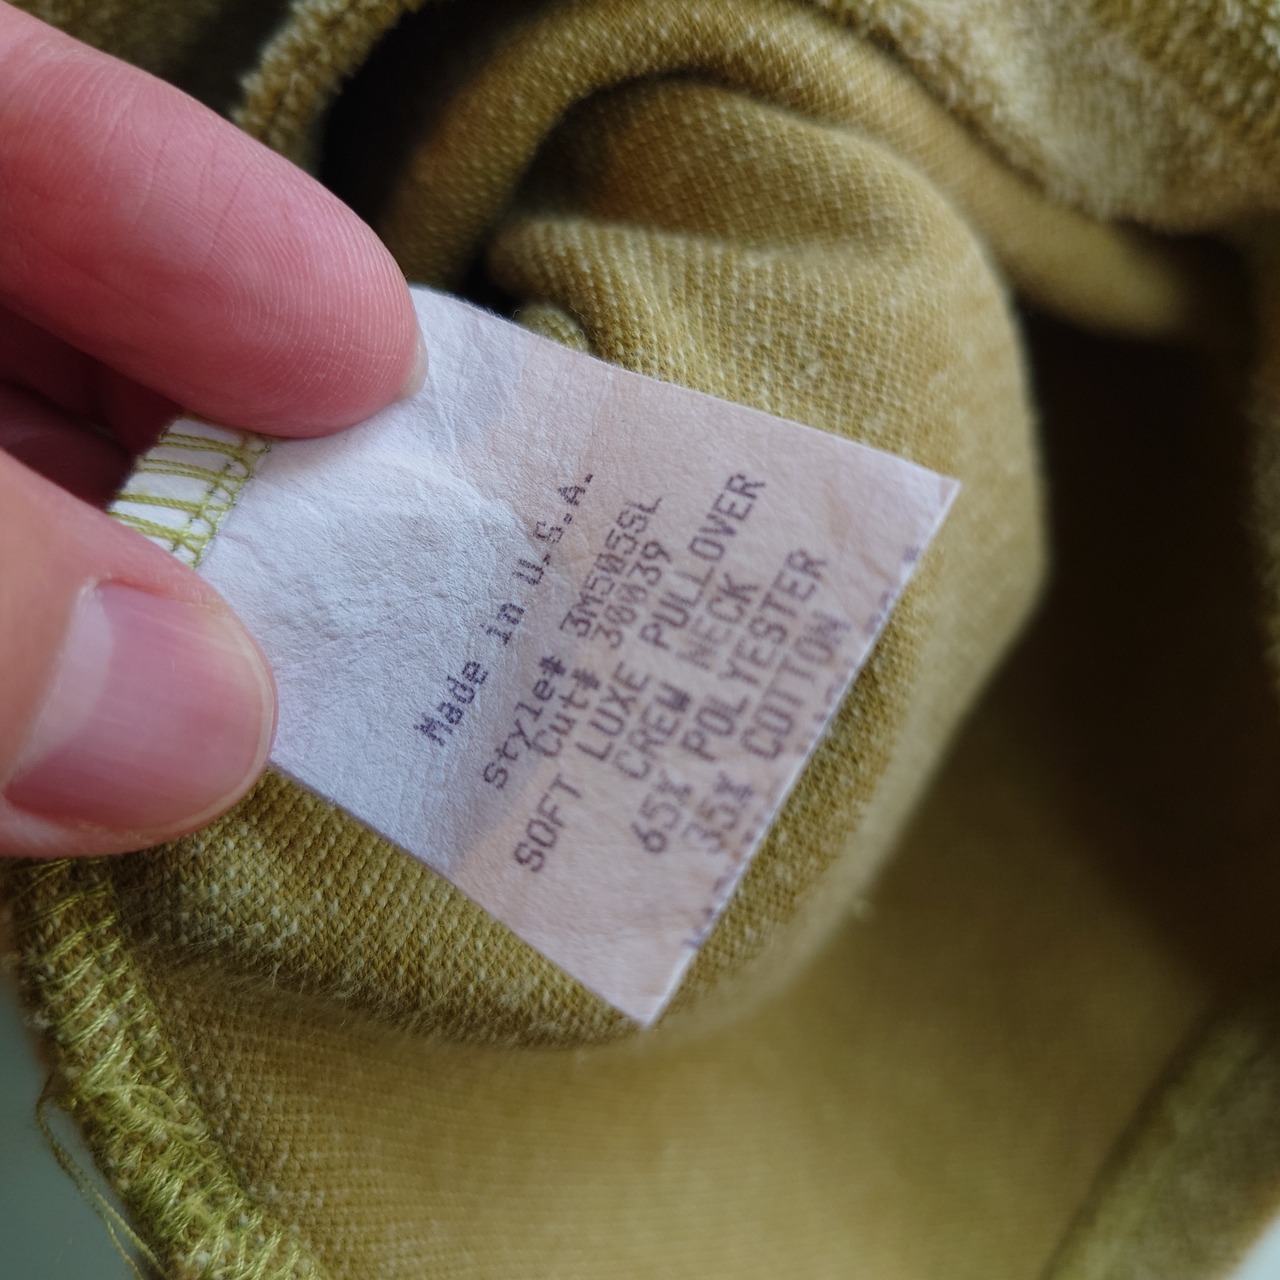 Made in U.S.A.
Style# 3M505SL
Cut# 30039
SOFT LUXE PULLOVER
CREW NECK
65% POLYESTER
35% COTTON